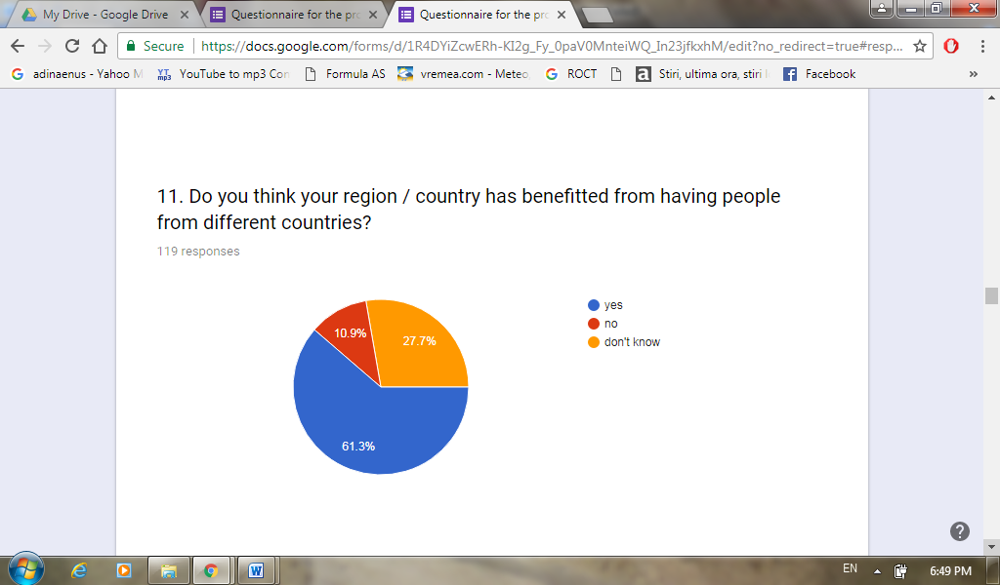 My Drive - Google Drive
Questionnaire for the pro
Questionnaire for the pro
Secure
https://docs.google.com/forms/d/1R4DYiZcwERh-KI2g_Fy_0paV0MnteiWQ_In23jfkxhM/edit?no_redirect=true#resp...
adinaenus - Yahoo M
YouTube to mp3 Con
Formula AS
vremea.com - Meteo
ROCT
a
Stiri, ultima ora, stiri
Facebook
»
11. Do you think your region / country has benefitted from having people
from different countries?
119 responses
yes
no
don't know
10.9%
27.7%
61.3%
EN
6:49 PM